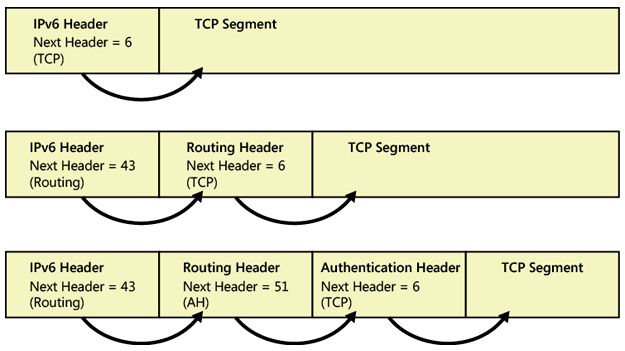 IPv6 Header
Next Header = 6
(TCP)
TCP Segment
IPv6 Header
Next Header = 43
(Routing)
Routing Header
Next Header = 6
(TCP)
TCP Segment
IPv6 Header
Next Header = 43
(Routing)
Routing Header
Next Header = 51
(AH)
Authentication Header
Next Header = 6
(TCP)
TCP Segment